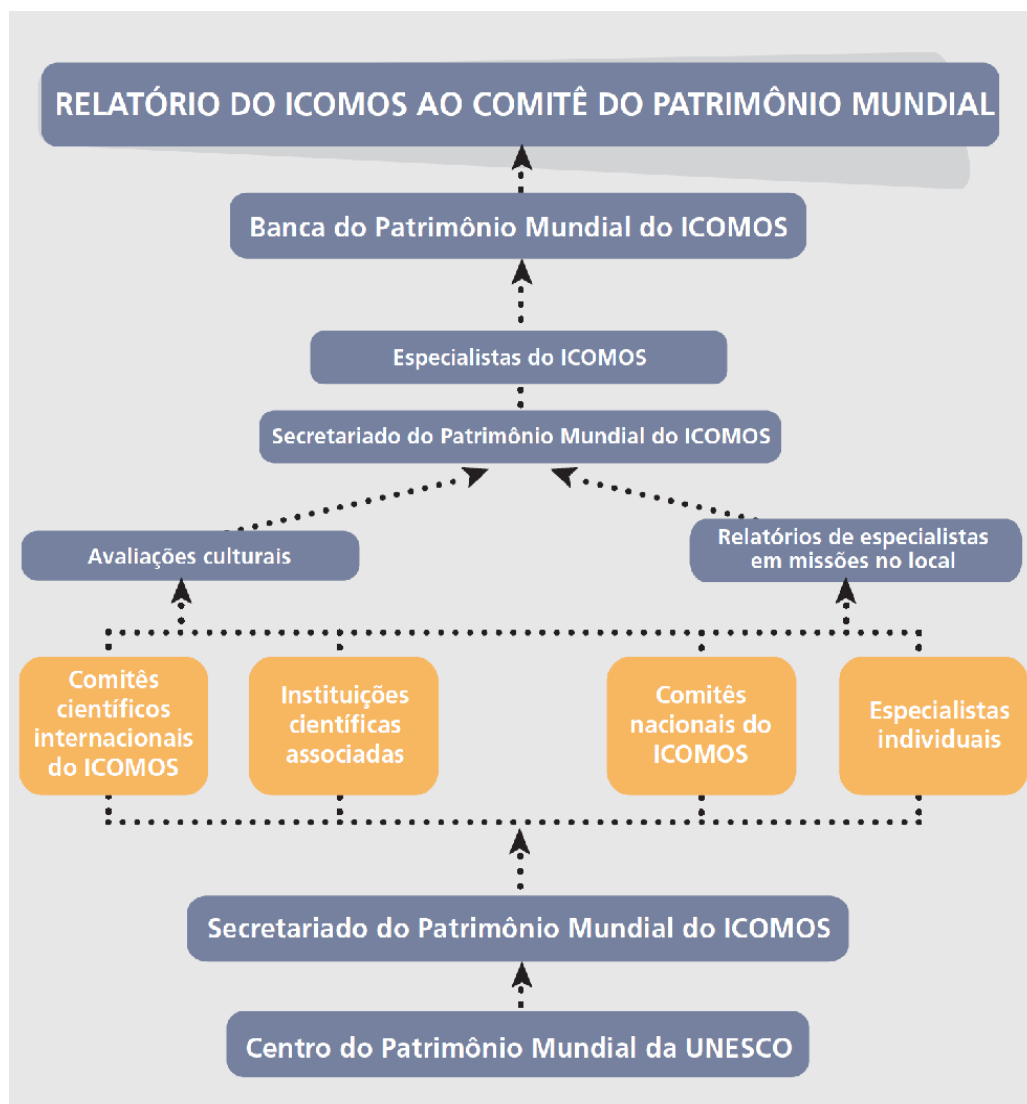 RELATÓRIO DO ICOMOS AO COMITÊ DO PATRIMÔNIO MUNDIAL
Banca do Patrimônio Mundial do ICOMOS
Especialistas do ICOMOS
Secretariado do Patrimônio Mundial do ICOMOS
Avaliações culturais
Relatórios de especialistas
em missões no local
Comitês
científicos
internacionais
do ICOMOS
Instituições
científicas
associadas
Comitês
nacionais do
ICOMOS
Especialistas
individuais
Secretariado do Patrimônio Mundial do ICOMOS
Centro do Patrimônio Mundial da UNESCO